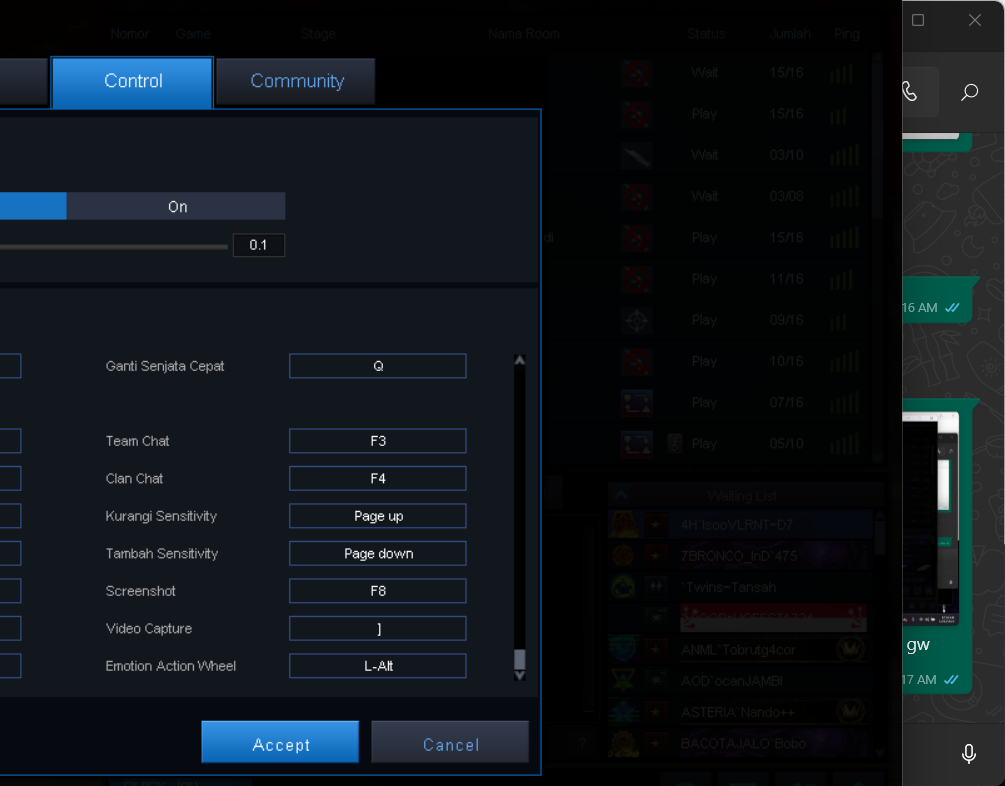 Nomor Game Stage Nama Room Status Jumlah Ping
Control Community
Wait 15/16
Play 15/16
Wait 03/10
On
Wait 03/08
di Play 15/16
0.1
Play 11/16
16 AM
Play 09/16
Ganti Senjata Cepat Q
Play 10/16
Play 07/16
Team Chat F3
Play 05/10
Clan Chat F4
Waiting List
Kurangi Sensitivity Page up
4H`IsooVLRNT-D7
Tambah Sensitivity Page down
7BRONCO_InD`475
Screenshot F8
`Twins-Tansah
Video Capture ]
gw
ANML`Tobrutg4cor
Emotion Action Wheel L-Alt
AOD`ocanJAMBI
17 AM
ASTERIA`Nando++
Accept Cancel
?
BACOTAJALO`Bobo